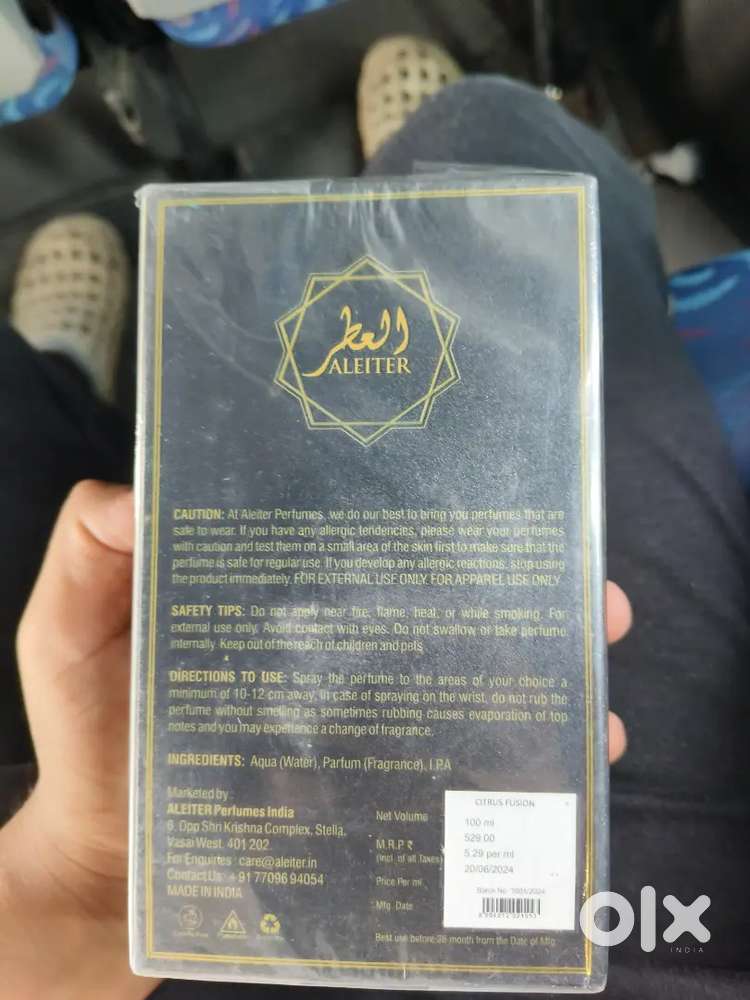 العطر
ALEITER
CAUTION: At Aleiter Perfumes, we do our best to bring you perfumes that are
safe to wear. If you have any allergic tendencies, please wear your perfumes
with caution and test them on a small area of the skin first to make sure that the
perfume is safe for regular use. If you develop any allergic reactions, stop using
the product immediately. FOR EXTERNAL USE ONLY. FOR APPAREL USE ONLY
SAFETY TIPS: Do not apply near fire, flame, heat, or while smoking. For
external use only. Avoid contact with eyes. Do not swallow or take perfume
internally. Keep out of the reach of children and pets
DIRECTIONS TO USE: Spray the perfume to the areas of your choice a
minimum of 10-12 cm away, in case of spraying on the wrist, do not rub the
perfume without smelling as sometimes rubbing causes evaporation of top
notes and you may experience a change of fragrance.
INGREDIENTS: Aqua (Water), Parfum (Fragrance), I.P.A
Marketed by
ALEITER Perfumes India
6, Dpp Shri Krishna Complex, Stella,
Vasai West. 401 202.
For Enquiries : care@aleiter.in
Contact Us : +91 77096 94054
MADE IN INDIA
CITRUS FUSION
Net Volume 100 ml
M.R.P ₹ 529.00
(incl. of all Taxes)
Price Per ml 5.29 per ml
Mfg. Date 20/06/2024
Batch No
Best use before 36 month from the Date of Mfg.
olx
INDIA